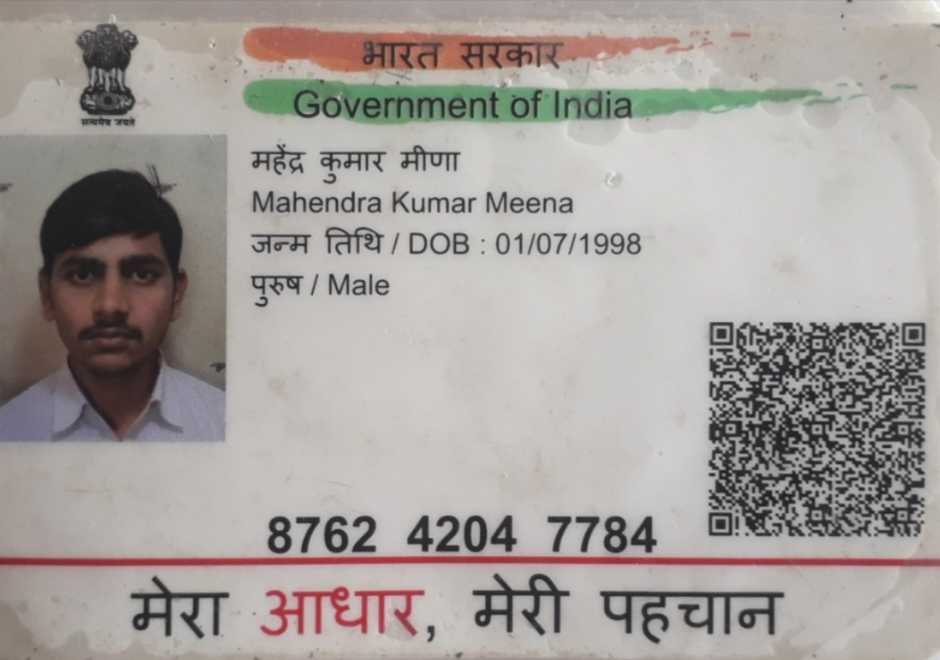 भारत सरकार
Government of India
सत्यमेव जयते
महेंद्र कुमार मीणा
Mahendra Kumar Meena
जन्म तिथि / DOB : 01/07/1998
पुरुष / Male
8762 4204 7784
मेरा आधार, मेरी पहचान